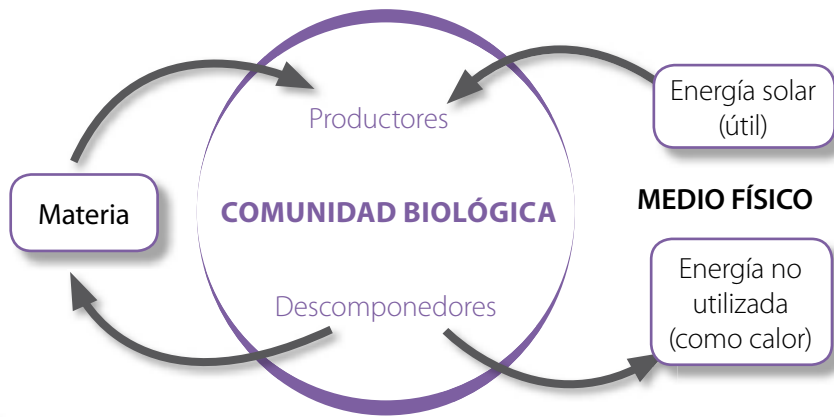 Energía solar
(útil)
Productores
Materia
COMUNIDAD BIOLÓGICA
MEDIO FÍSICO
Energía no
utilizada
(como calor)
Descomponedores